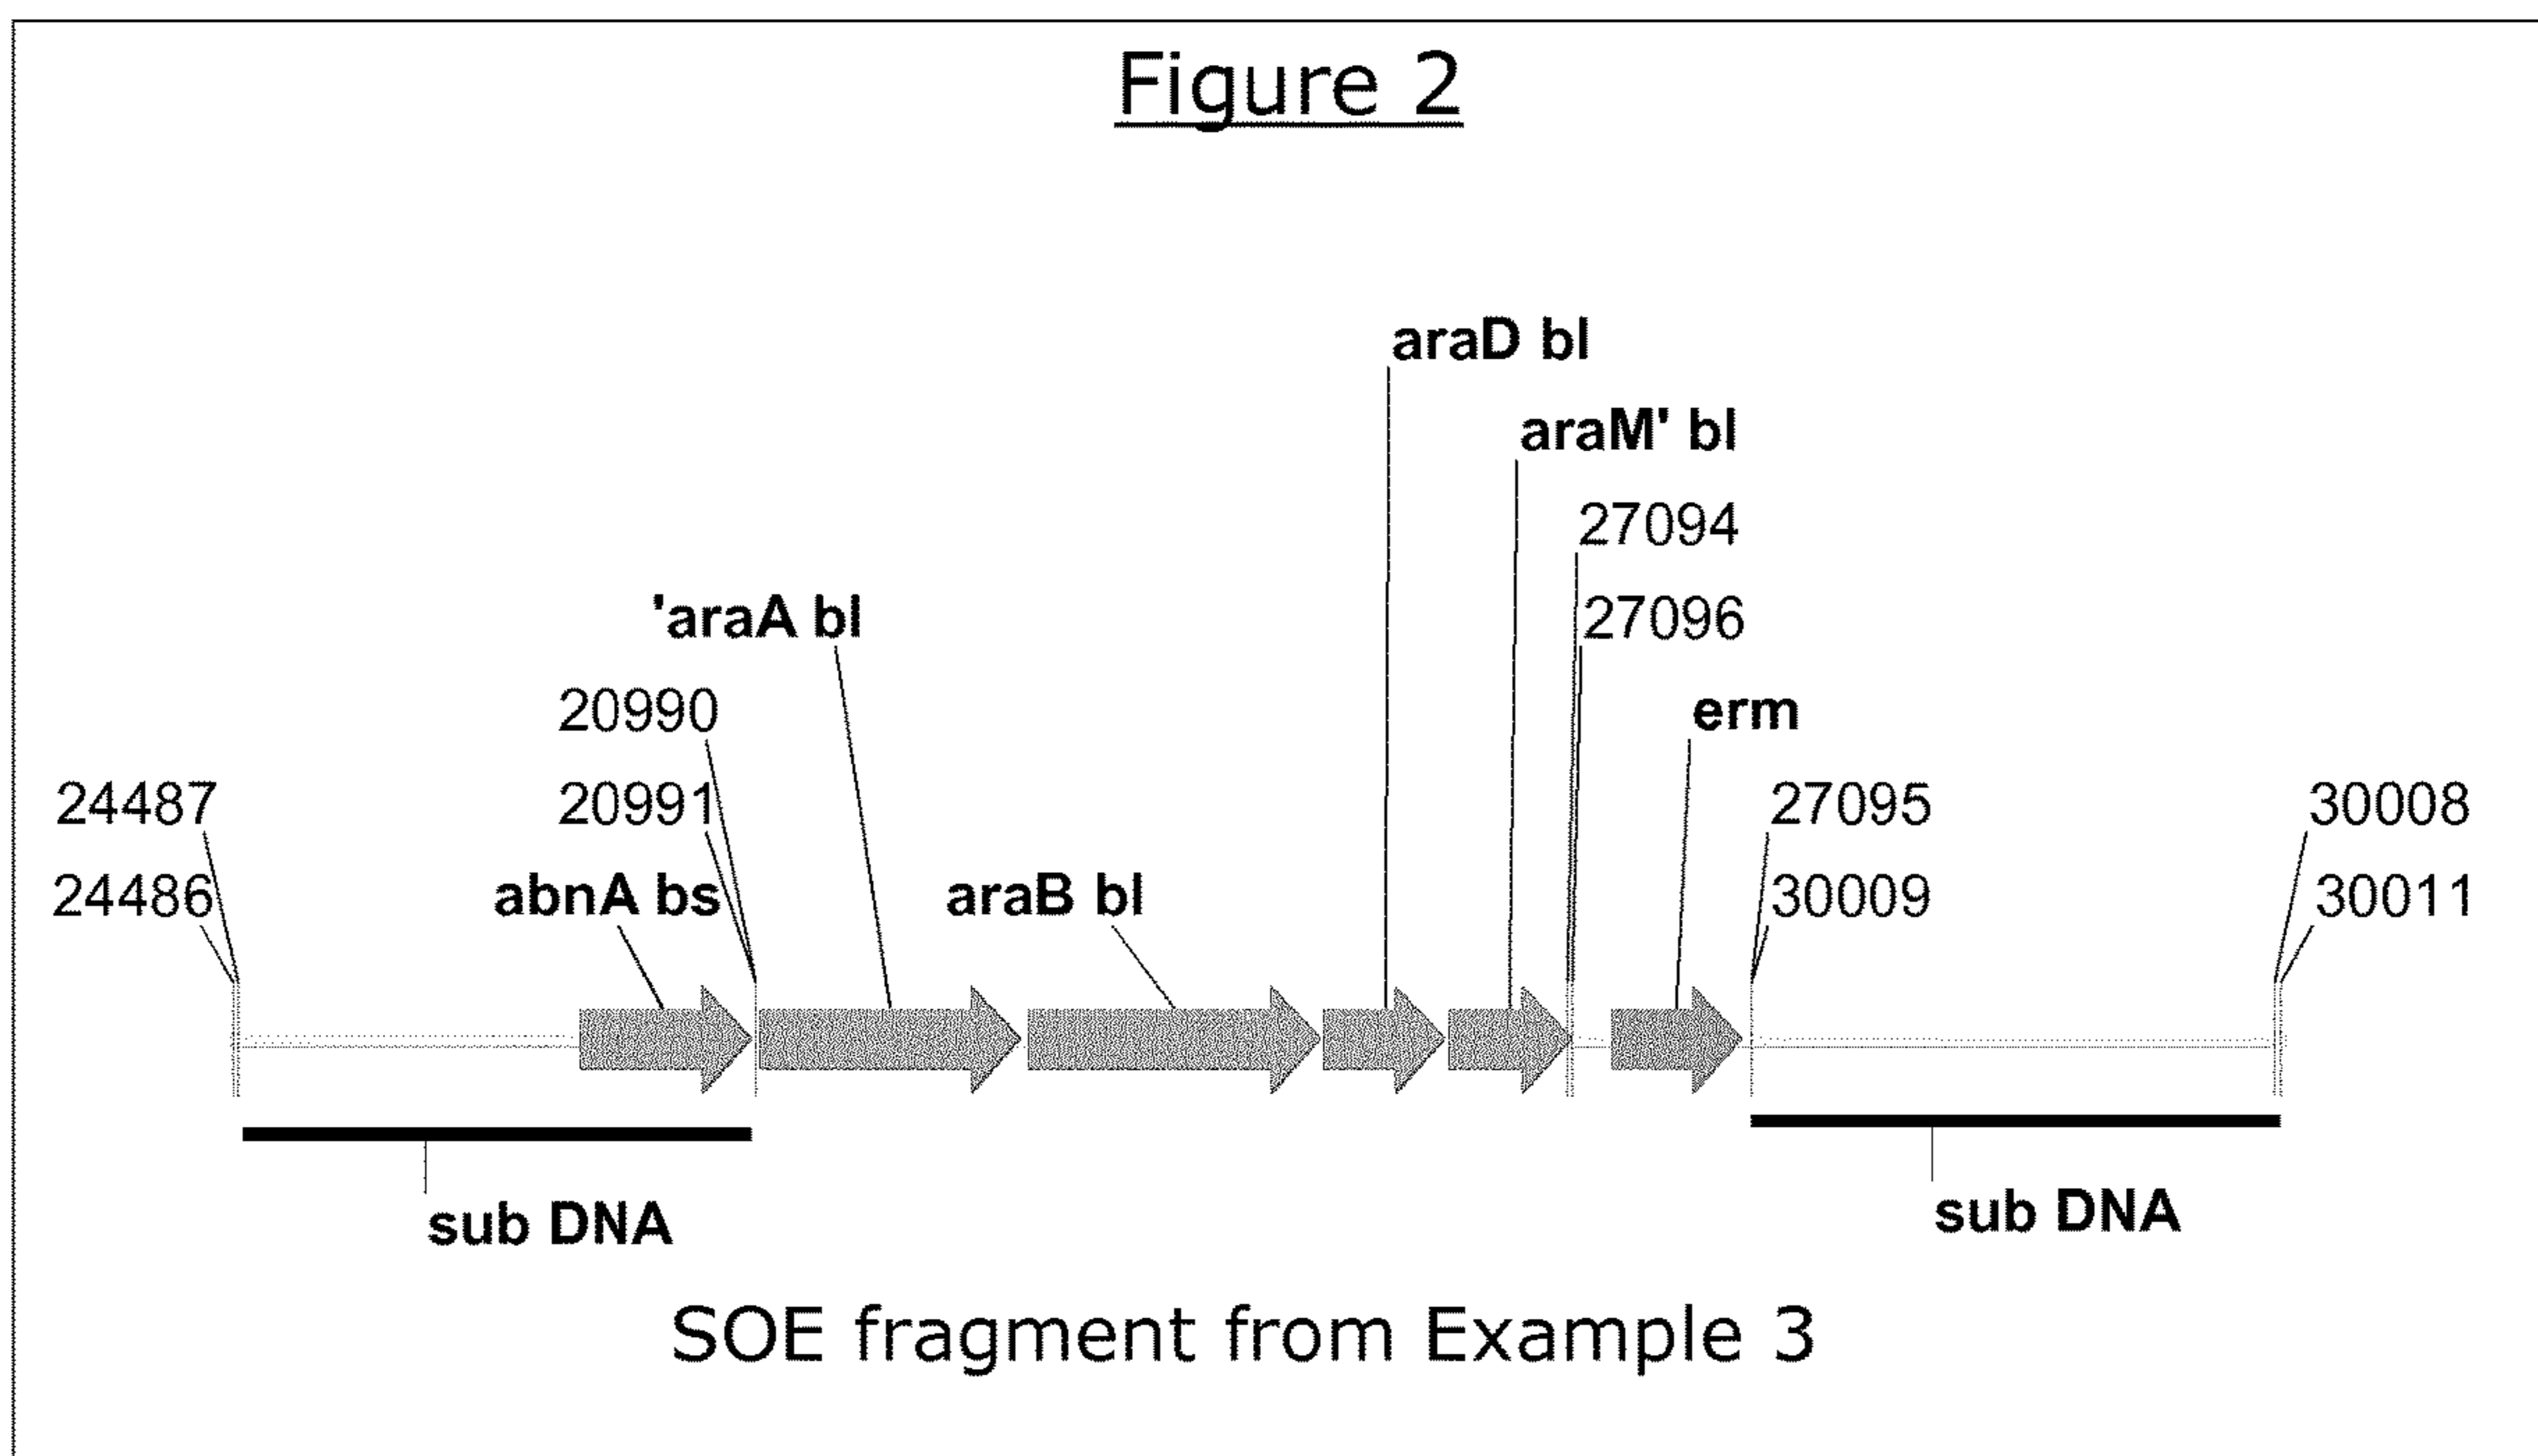 Figure 2
araD bl
araM' bl
27094
'araA bl
27096
20990
erm
24487
20991
27095
30008
24486
abnA bs
araB bl
30009
30011
sub DNA
sub DNA
SOE fragment from Example 3